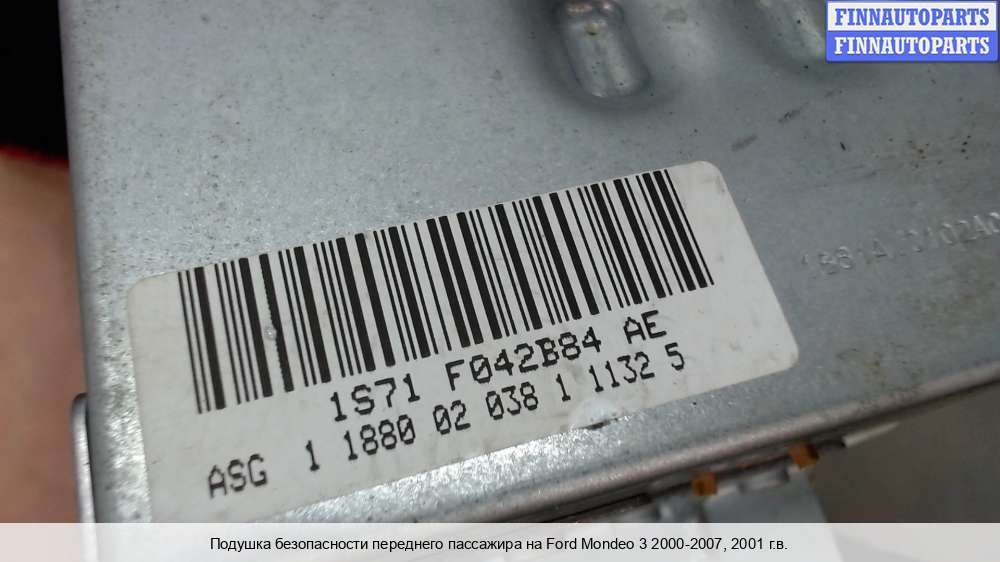 FINNAUTOPARTS
FINNAUTOPARTS
1S71 F042B84 AE
ASG 1 1880 02 038 1 1132 5
Подушка безопасности переднего пассажира на Ford Mondeo 3 2000-2007, 2001 г.в.